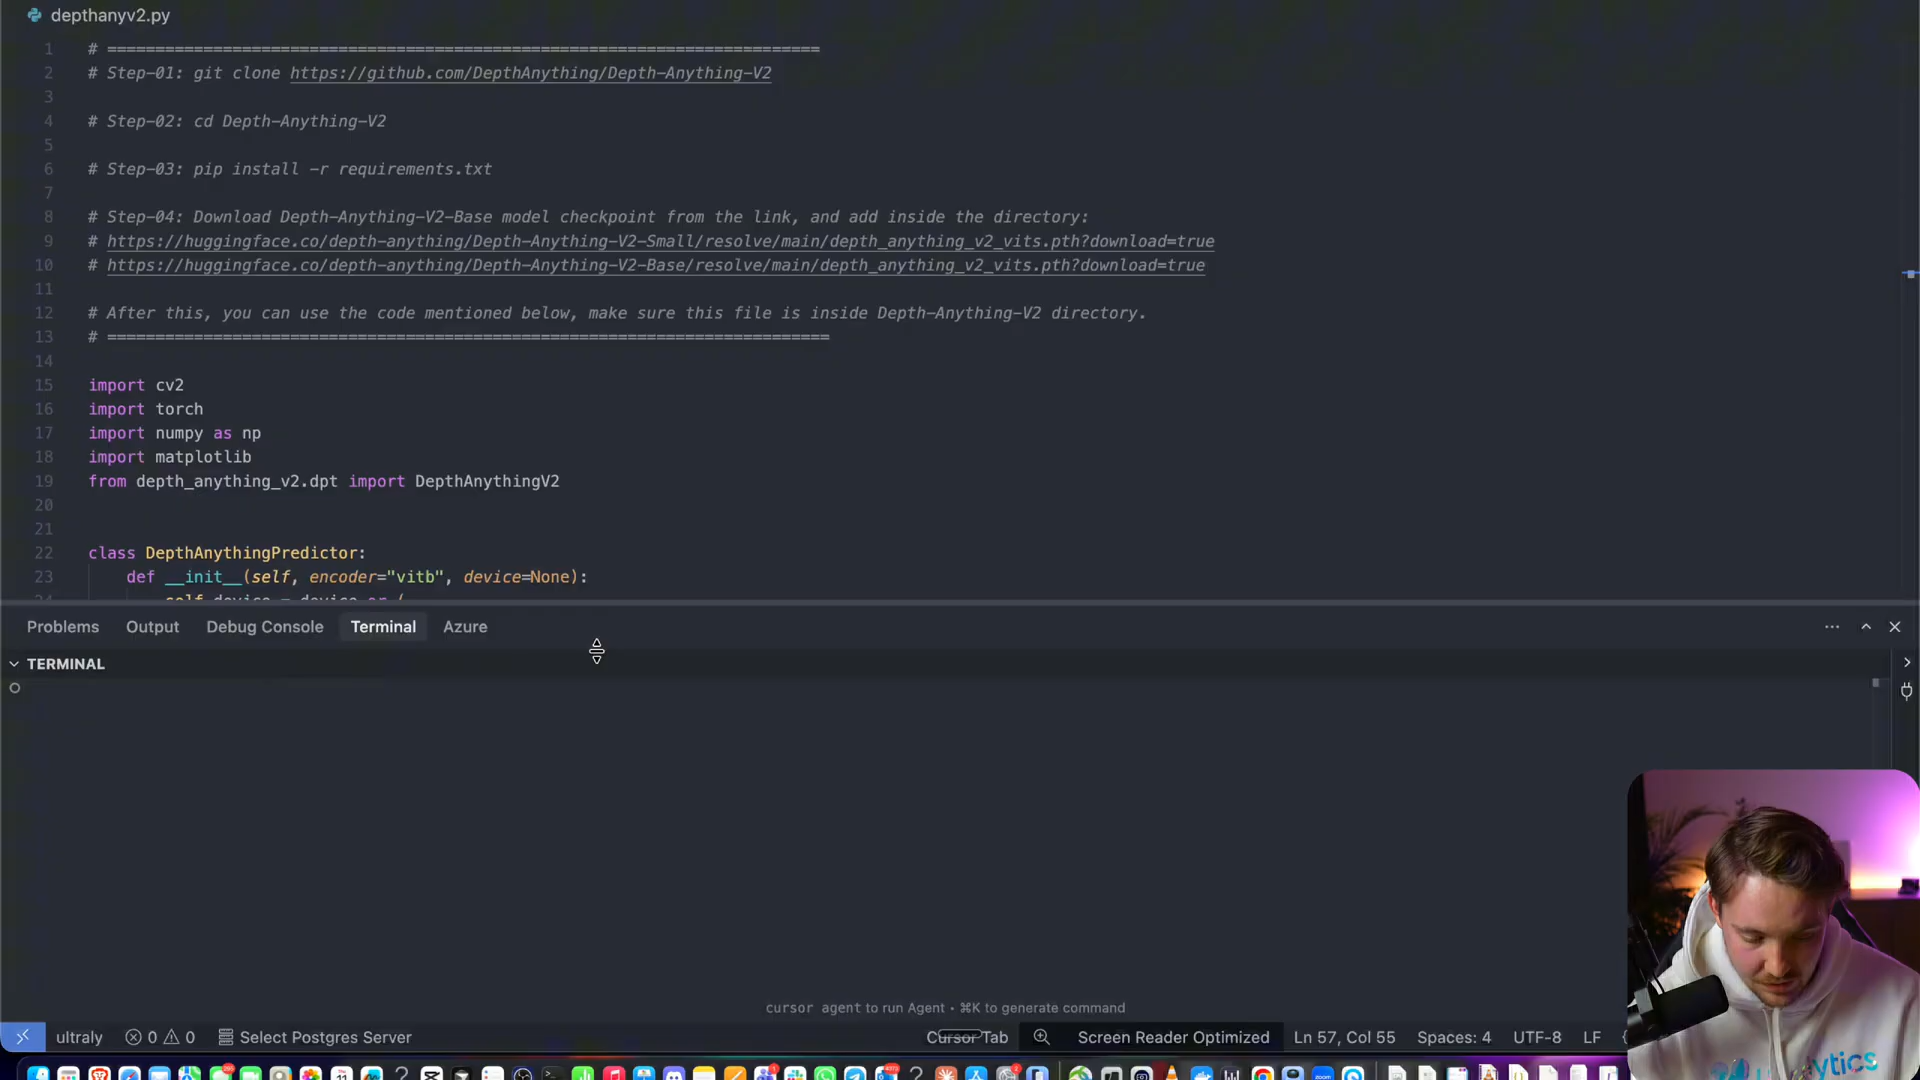 depthanyv2.py
1 # ==========================================================================
2 # Step-01: git clone https://github.com/DepthAnything/Depth-Anything-V2
3
4 # Step-02: cd Depth-Anything-V2
5
6 # Step-03: pip install -r requirements.txt
7
8 # Step-04: Download Depth-Anything-V2-Base model checkpoint from the link, and add inside the directory:
9 # https://huggingface.co/depth-anything/Depth-Anything-V2-Small/resolve/main/depth_anything_v2_vits.pth?download=true
10 # https://huggingface.co/depth-anything/Depth-Anything-V2-Base/resolve/main/depth_anything_v2_vits.pth?download=true
11
12 # After this, you can use the code mentioned below, make sure this file is inside Depth-Anything-V2 directory.
13 # ===========================================================================
14
15 import cv2
16 import torch
17 import numpy as np
18 import matplotlib
19 from depth_anything_v2.dpt import DepthAnythingV2
20
21
22 class DepthAnythingPredictor:
23 def __init__(self, encoder="vitb", device=None):
24 self.device = device or (
Problems Output Debug Console Terminal Azure
TERMINAL
cursor agent to run Agent • ⌘K to generate command
ultraly 0 0 Select Postgres Server Cursor Tab Screen Reader Optimized Ln 57, Col 55 Spaces: 4 UTF-8 LF